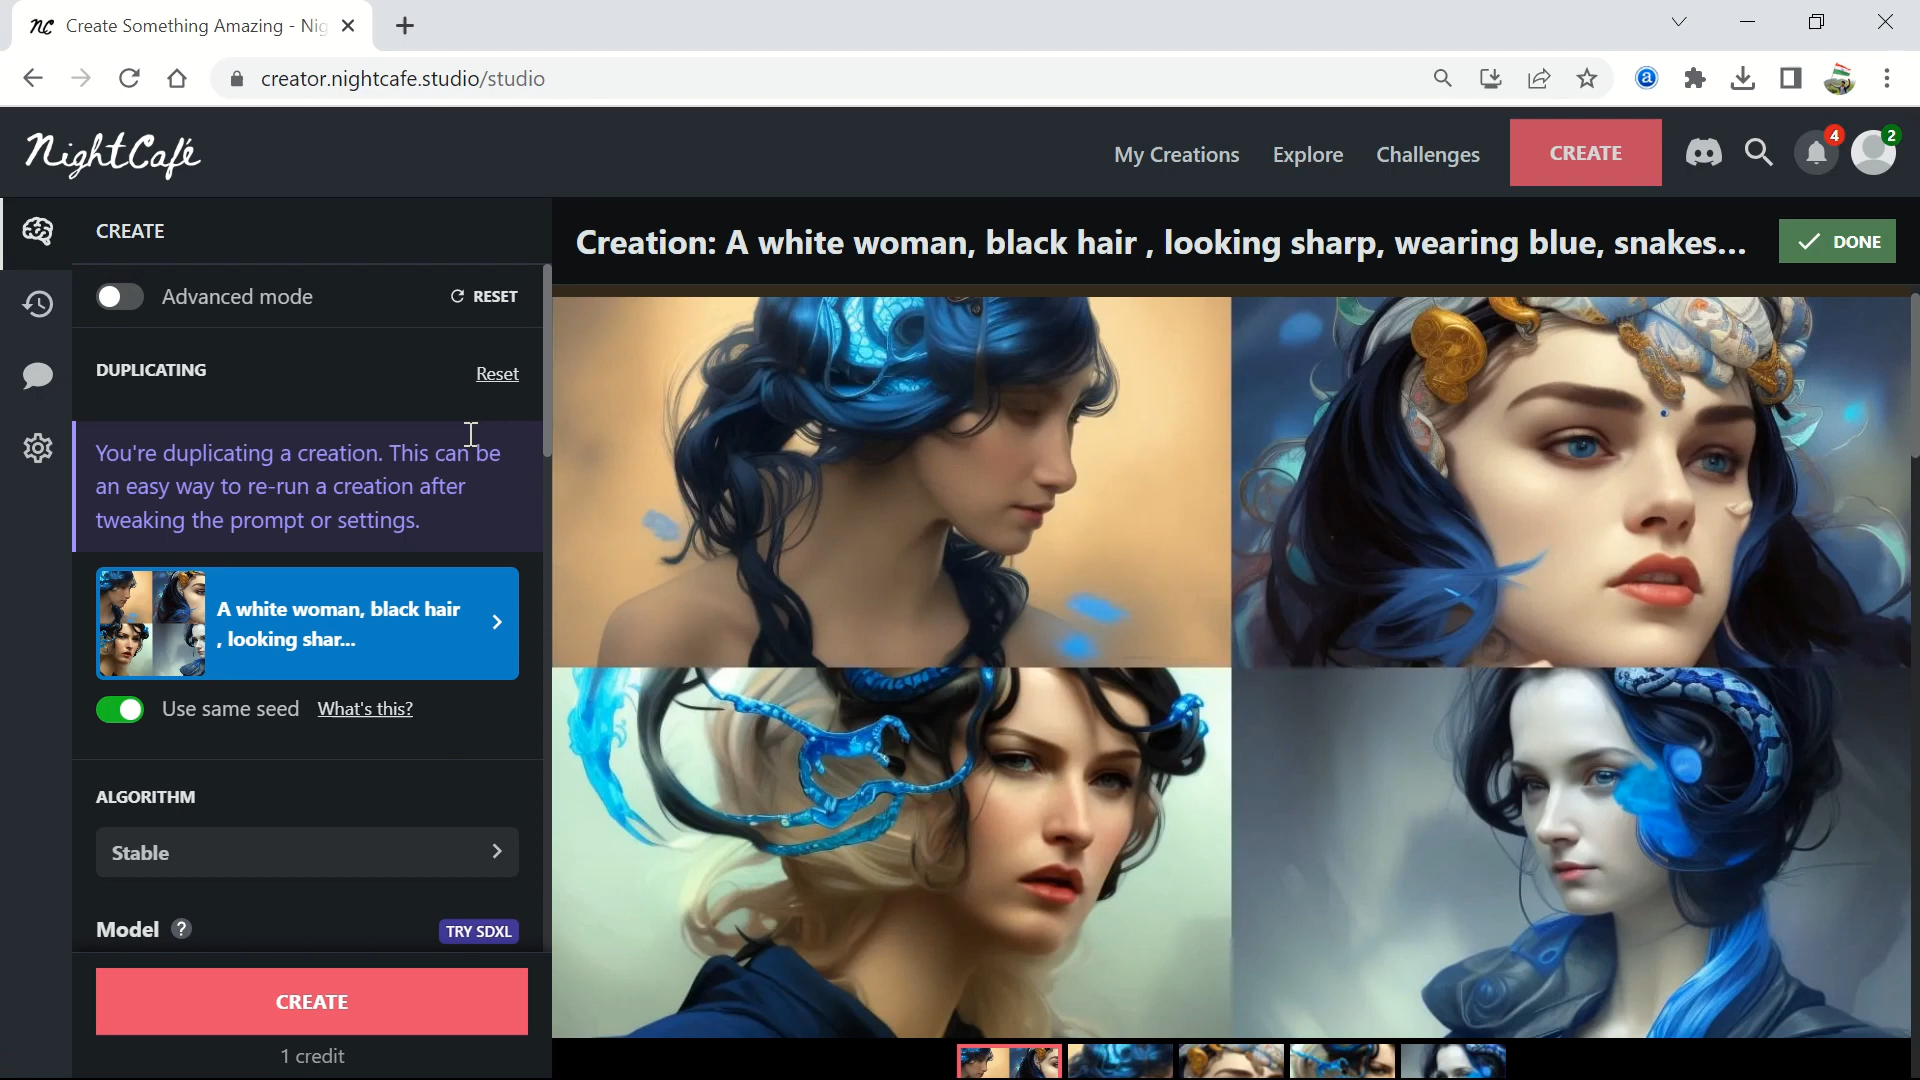 Create Something Amazing - Nig
creator.nightcafe.studio/studio
a
NightCafé
My Creations
Explore
Challenges
CREATE
4
2
CREATE
Creation: A white woman, black hair , looking sharp, wearing blue, snakes...
DONE
Advanced mode
RESET
DUPLICATING
Reset
You're duplicating a creation. This can be
an easy way to re-run a creation after
tweaking the prompt or settings.
A white woman, black hair
, looking shar...
Use same seed What's this?
ALGORITHM
Stable
Model ?
TRY SDXL
CREATE
1 credit